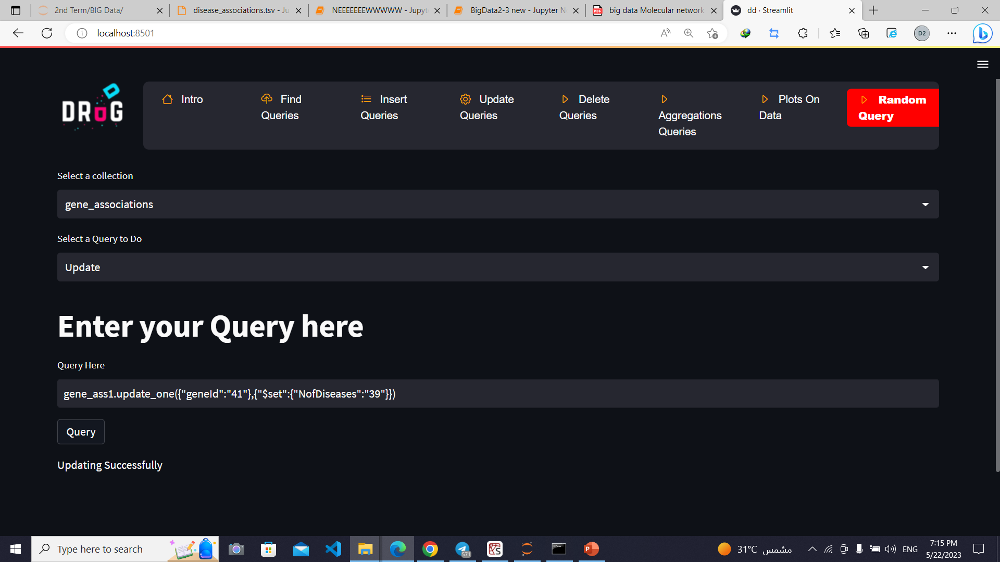 2nd Term/BIG Data/
disease_associations.tsv - Ju
NEEEEEEWWWWW - Jupyt
BigData2-3 new - Jupyter N
big data Molecular network
dd · Streamlit
localhost:8501
D2
DROG
Intro
Find Queries
Insert Queries
Update Queries
Delete Queries
Aggregations Queries
Plots On Data
Random Query
Select a collection
gene_associations
Select a Query to Do
Update
Enter your Query here
Query Here
gene_ass1.update_one({"geneId":"41"},{"$set":{"NofDiseases":"39"}})
Query
Updating Successfully
Type here to search
571
31°C مشمس
ENG
7:15 PM
5/22/2023